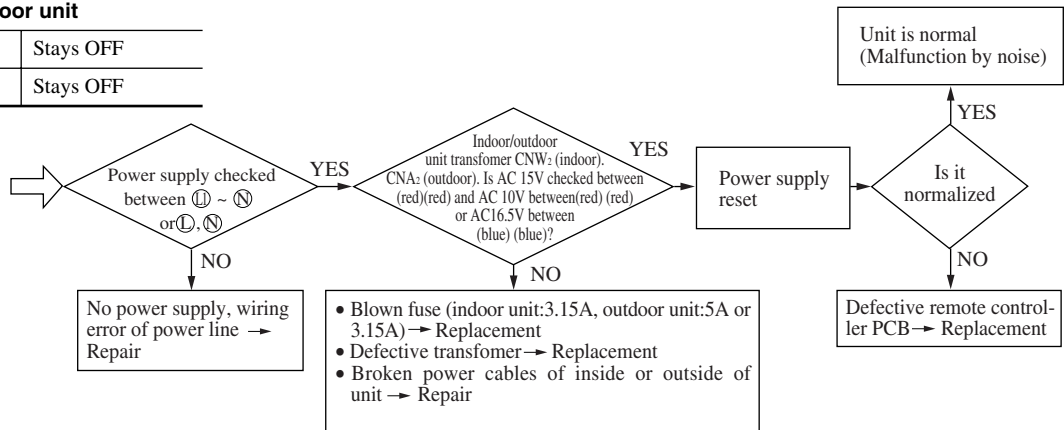 oor unit
Stays OFF
Stays OFF
Power supply checked
between Ⓛ ~ Ⓝ
or Ⓛ, Ⓝ
YES
NO
No power supply, wiring
error of power line →
Repair
Indoor/outdoor
unit transfomer CNW₂ (indoor).
CNA₂ (outdoor). Is AC 15V checked between
(red)(red) and AC 10V between(red) (red)
or AC16.5V between
(blue) (blue)?
YES
NO
• Blown fuse (indoor unit:3.15A, outdoor unit:5A or
3.15A) → Replacement
• Defective transfomer → Replacement
• Broken power cables of inside or outside of
unit → Repair
Power supply
reset
Is it
normalized
YES
Unit is normal
(Malfunction by noise)
NO
Defective remote control-
ler PCB → Replacement